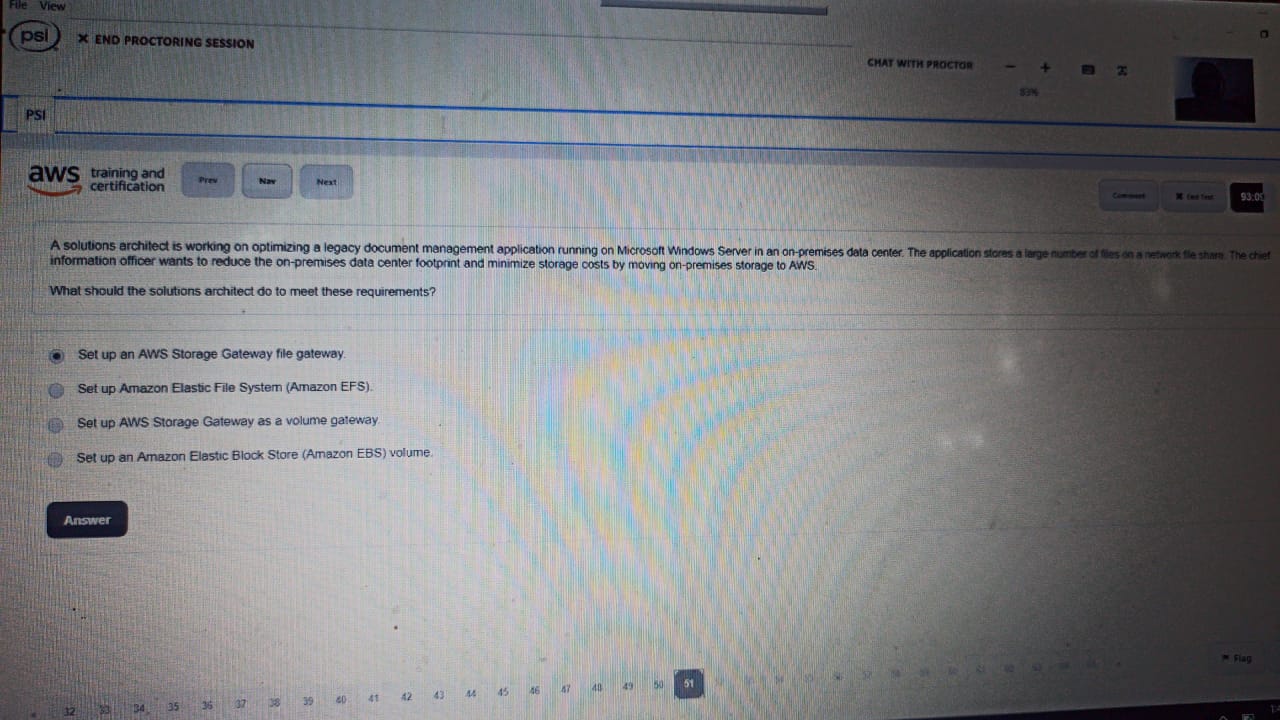 File View
psi
X END PROCTORING SESSION
CHAT WITH PROCTOR
− +
83%
PSI
aws training and certification
Prev
Nav
Next
Comment
End Test
A solutions architect is working on optimizing a legacy document management application running on Microsoft Windows Server in an on-premises data center. The application stores a large number of files on a network file share. The chief
information officer wants to reduce the on-premises data center footprint and minimize storage costs by moving on-premises storage to AWS.
What should the solutions architect do to meet these requirements?
Set up an AWS Storage Gateway file gateway.
Set up Amazon Elastic File System (Amazon EFS).
Set up AWS Storage Gateway as a volume gateway.
Set up an Amazon Elastic Block Store (Amazon EBS) volume.
Answer
Flag
32 33 34 35 36 37 38 39 40 41 42 43 44 45 46 47 48 49 50 51